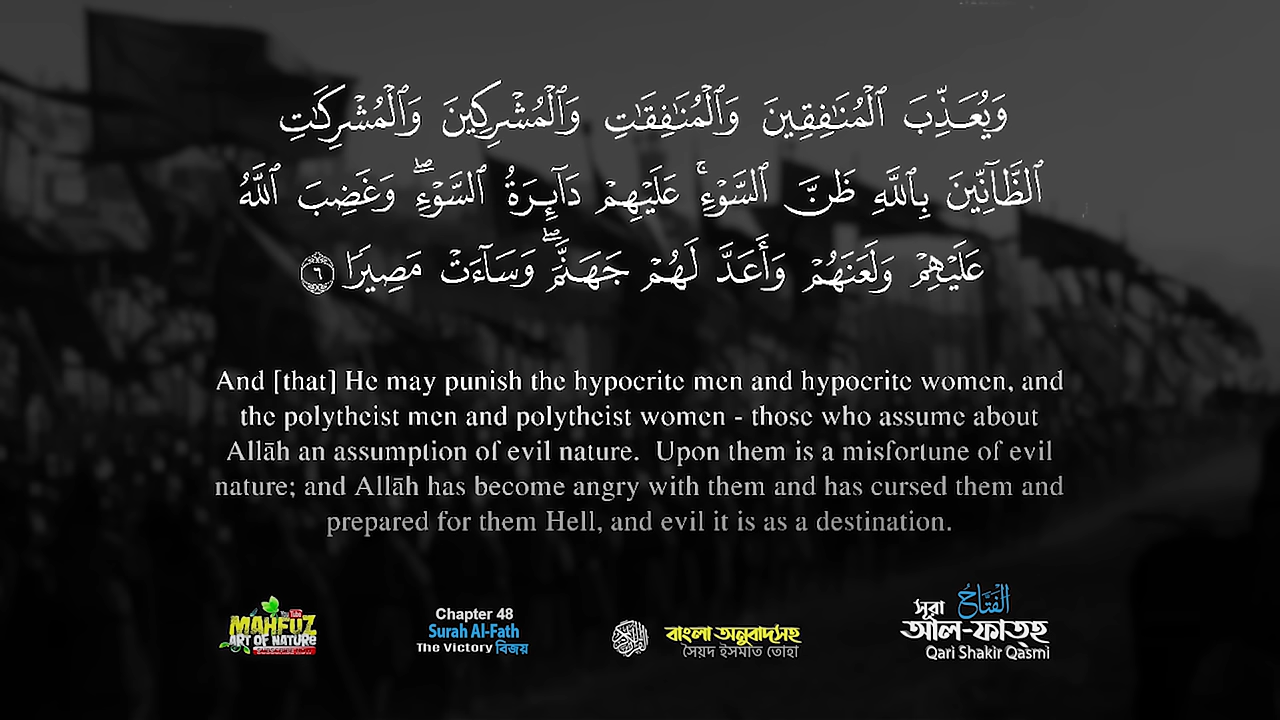 وَيُعَذِّبَ ٱلْمُنَـٰفِقِينَ وَٱلْمُنَـٰفِقَـٰتِ وَٱلْمُشْرِكِينَ وَٱلْمُشْرِكَـٰتِ
ٱلظَّآنِّينَ بِٱللَّهِ ظَنَّ ٱلسَّوْءِ ۚ عَلَيْهِمْ دَآئِرَةُ ٱلسَّوْءِ ۖ وَغَضِبَ ٱللَّهُ
عَلَيْهِمْ وَلَعَنَهُمْ وَأَعَدَّ لَهُمْ جَهَنَّمَ ۖ وَسَآءَتْ مَصِيرًا ٦
And [that] He may punish the hypocrite men and hypocrite women, and
the polytheist men and polytheist women - those who assume about
Allāh an assumption of evil nature.  Upon them is a misfortune of evil
nature; and Allāh has become angry with them and has cursed them and
prepared for them Hell, and evil it is as a destination.
You Tube
MAHFUZ
ART OF NATURE
Chapter 48
Surah Al-Fath
The Victory বিজয়
বাংলা অনুবাদসহ
সৈয়দ ইসমাত তোহা
সূরা الْفَتَّاحُ
আল-ফাতহ
Qari Shakir Qasmi